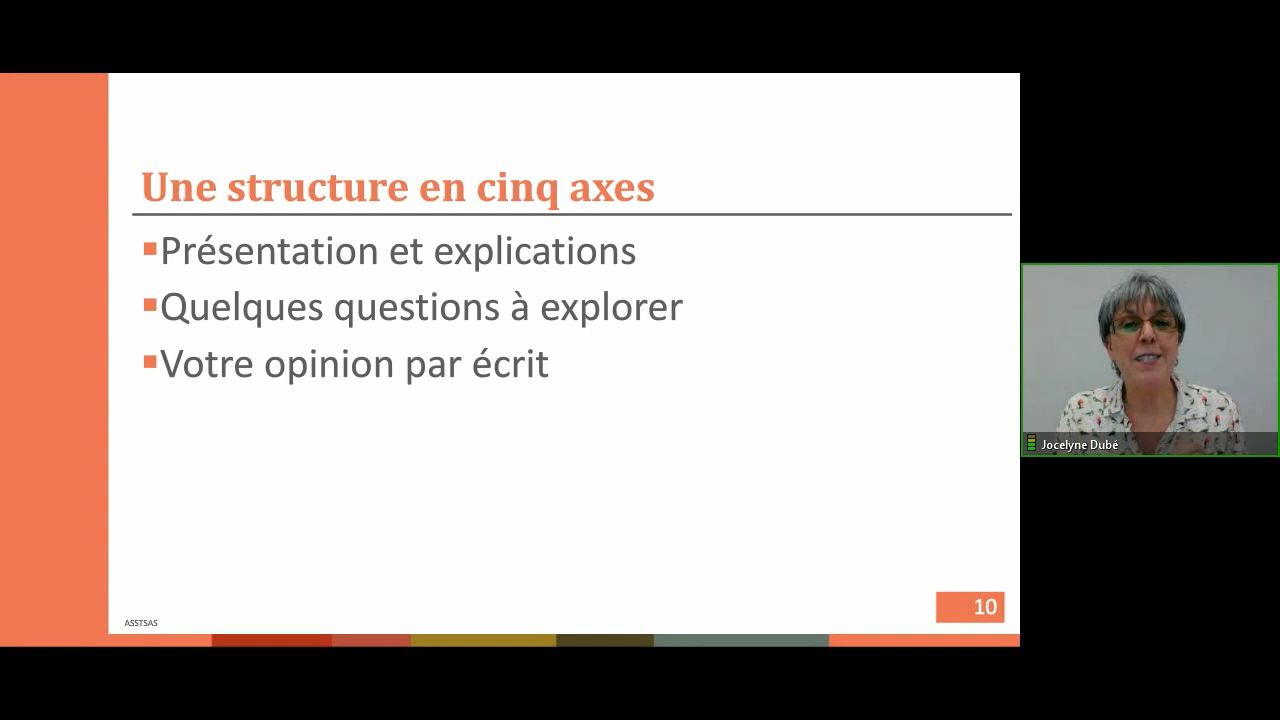 Une structure en cinq axes
Présentation et explications
Quelques questions à explorer
Votre opinion par écrit
Jocelyne Dubé
10
ASSTSAS